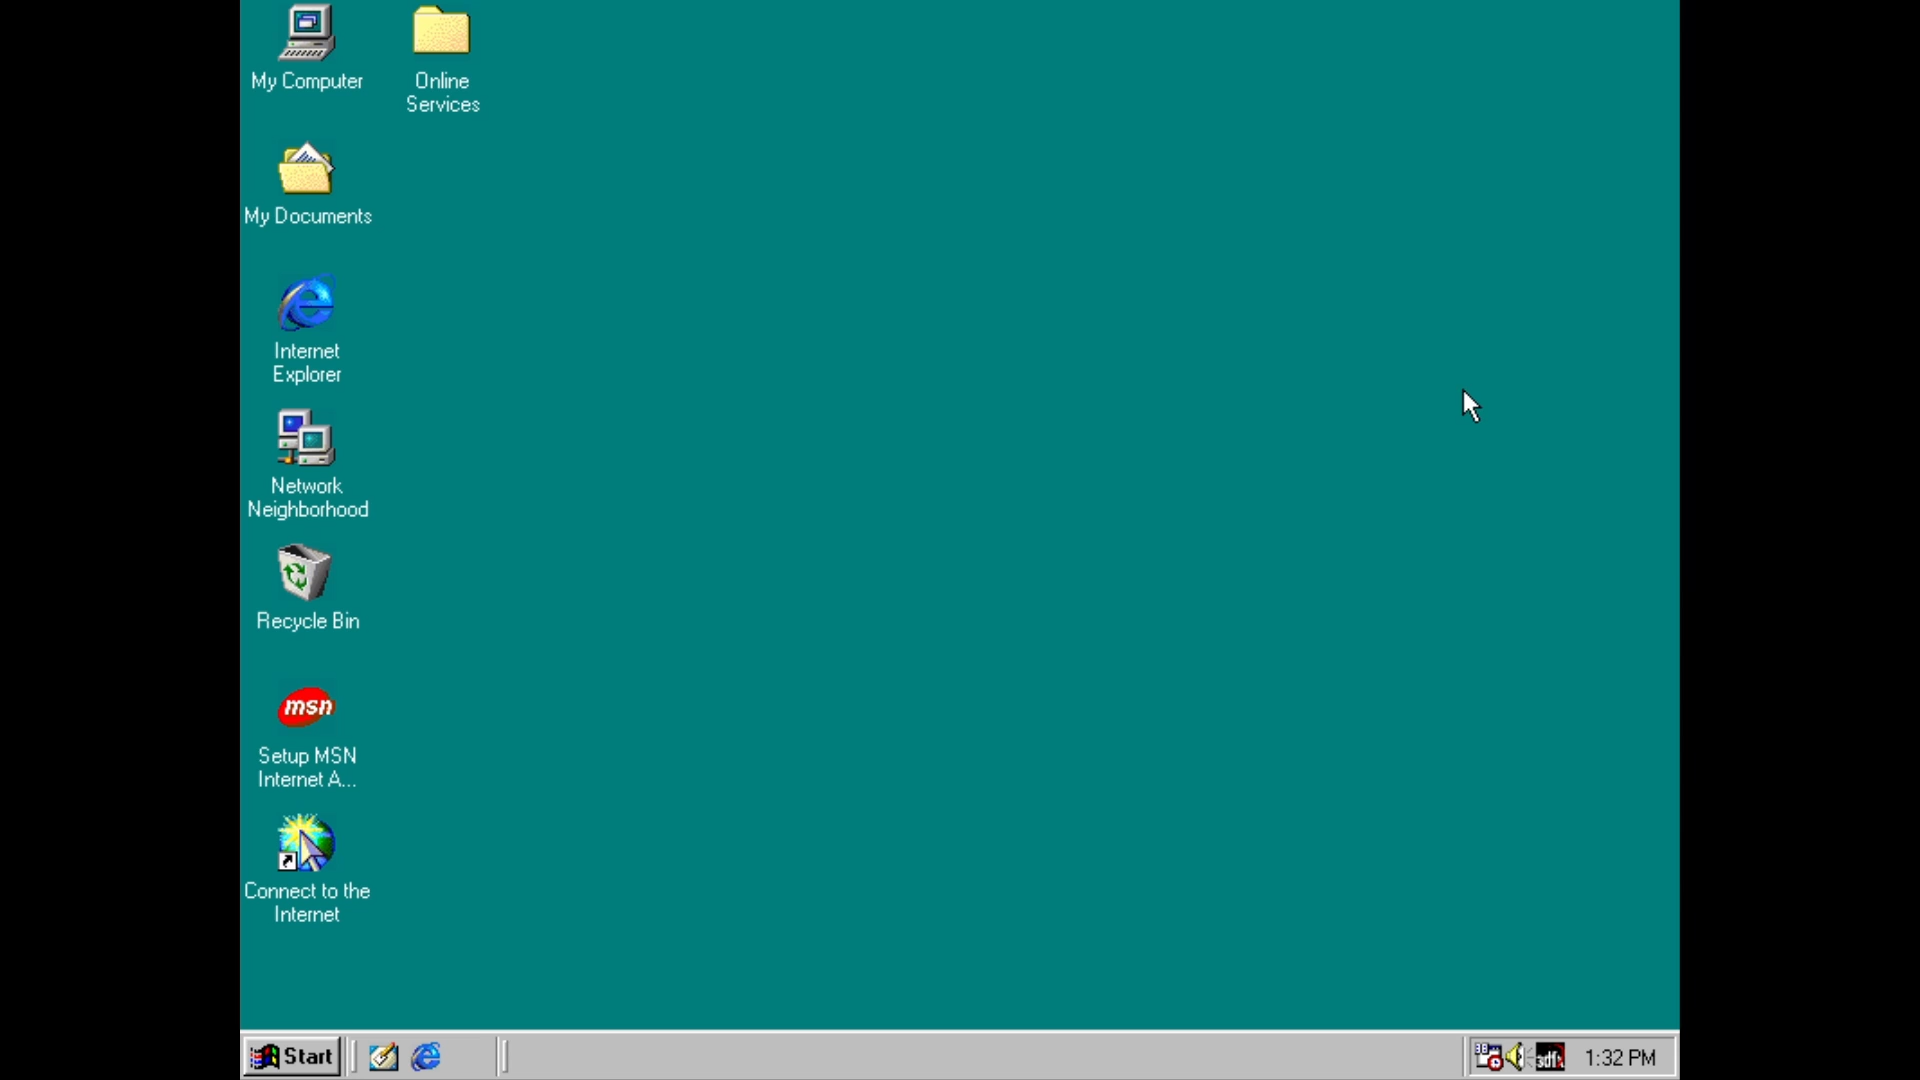 My Computer
Online
Services
My Documents
Internet
Explorer
Network
Neighborhood
Recycle Bin
msn
Setup MSN
Internet A...
Connect to the
Internet
Start
1:32 PM